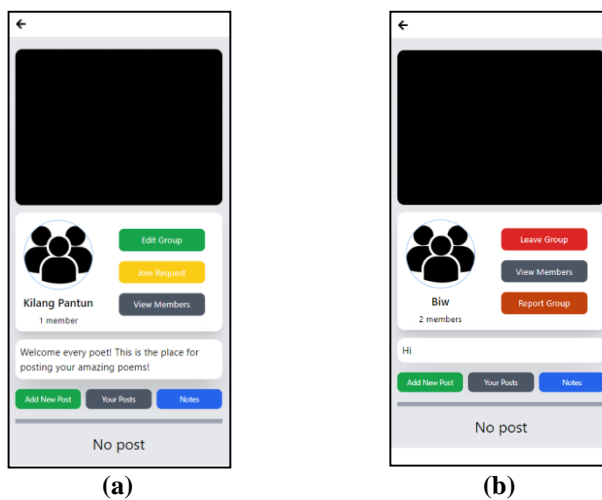 Edit Group
Join Request
View Members
Kilang Pantun
1 member
Welcome every poet! This is the place for
posting your amazing poems!
Add New Post Your Posts Notes
No post
(a)
Leave Group
View Members
Report Group
Biw
2 members
Hi
Add New Post Your Posts Notes
No post
(b)